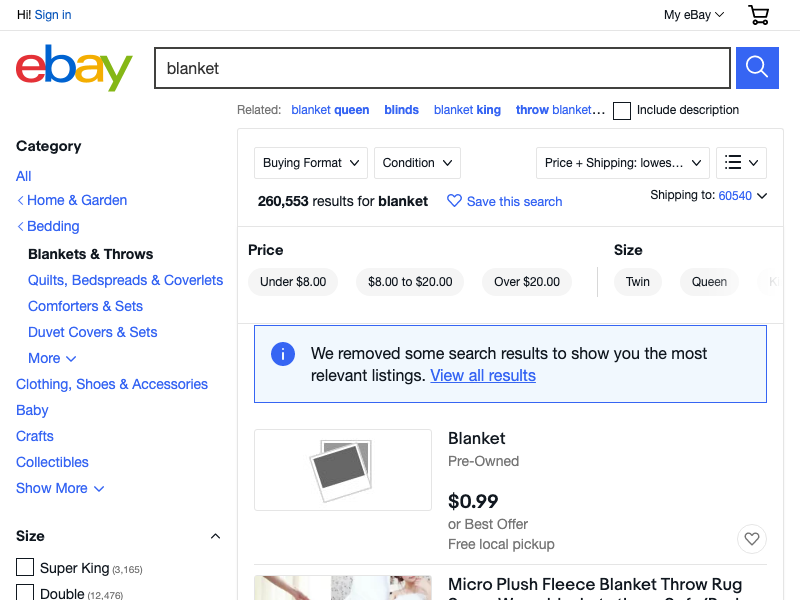 Hi! Sign in
My eBay
ebay
blanket
Related: blanket queen blinds blanket king throw blanket... Include description
Category
All
Home & Garden
Bedding
Blankets & Throws
Quilts, Bedspreads & Coverlets
Comforters & Sets
Duvet Covers & Sets
More
Clothing, Shoes & Accessories
Baby
Crafts
Collectibles
Show More
Size
Super King (3,165)
Double (12,476)
Buying Format
Condition
Price + Shipping: lowes...
260,553 results for blanket
Save this search
Shipping to: 60540
Price
Under $8.00
$8.00 to $20.00
Over $20.00
Size
Twin
Queen
We removed some search results to show you the most
relevant listings. View all results
Blanket
Pre-Owned
$0.99
or Best Offer
Free local pickup
Micro Plush Fleece Blanket Throw Rug